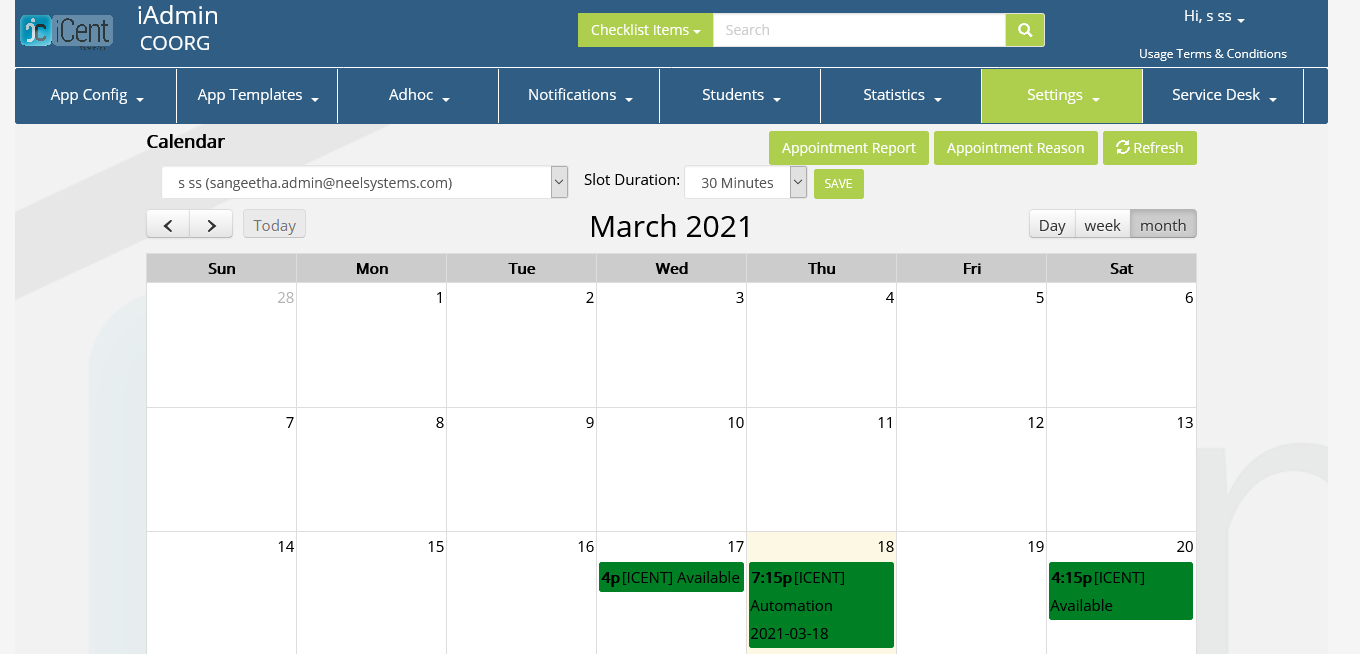 iCent
iAdmin
COORG
Checklist Items
Search
Hi, s ss
Usage Terms & Conditions
App Config
App Templates
Adhoc
Notifications
Students
Statistics
Settings
Service Desk
Calendar
Appointment Report
Appointment Reason
Refresh
s ss (sangeetha.admin@neelsystems.com)
Slot Duration:
30 Minutes
SAVE
Today
March 2021
Day
week
month
Sun Mon Tue Wed Thu Fri Sat
28 1 2 3 4 5 6
7 8 9 10 11 12 13
14 15 16 17 18 19 20
4p [ICENT] Available
7:15p [ICENT]
Automation
2021-03-18
4:15p [ICENT]
Available